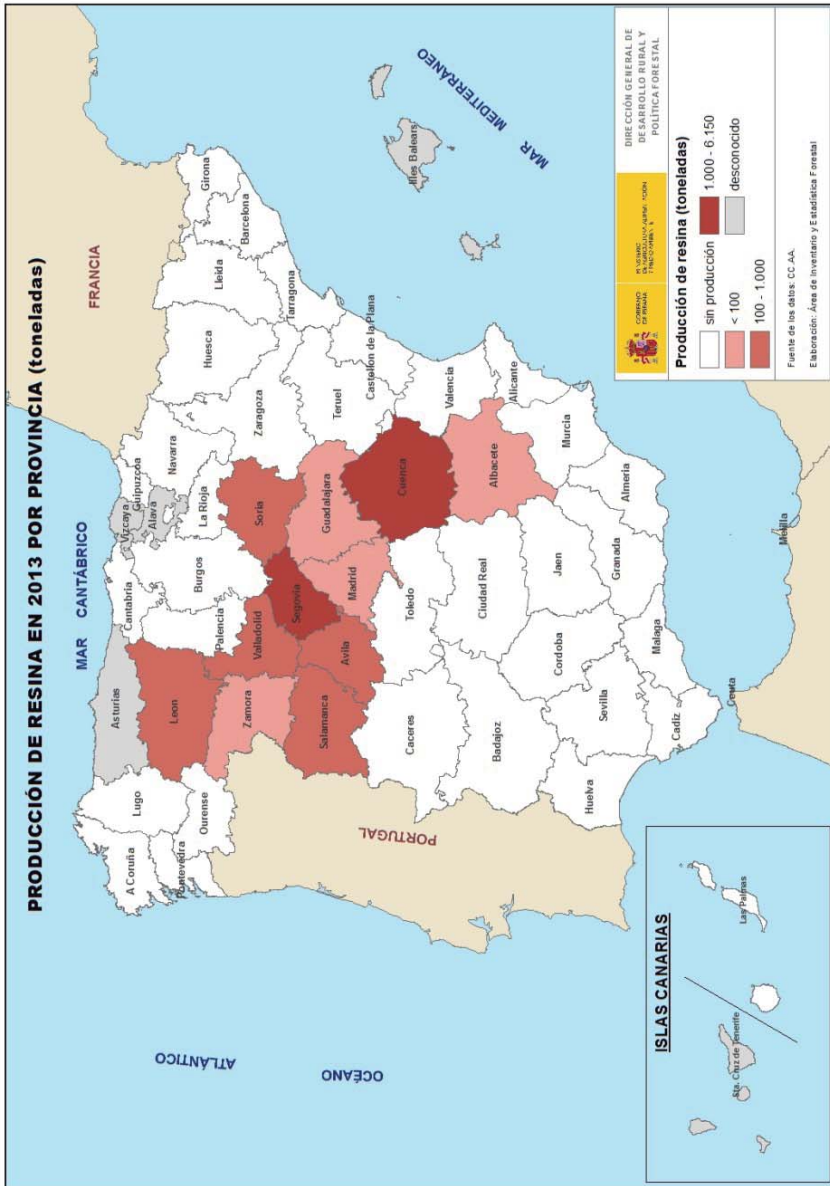 PRODUCCIÓN DE RESINA EN 2013 POR PROVINCIA (toneladas)
MAR CANTÁBRICO
FRANCIA
OCÉANO
ATLÁNTICO
PORTUGAL
MAR
MEDITERRÁNEO
A Coruña
Lugo
Pontevedra
Ourense
Asturias
Cantabria
Vizcaya
Guipuzcoa
Alava
Navarra
La Rioja
Leon
Palencia
Burgos
Zamora
Valladolid
Soria
Segovia
Salamanca
Avila
Huesca
Zaragoza
Teruel
Lleida
Girona
Barcelona
Tarragona
Castellon de la Plana
Valencia
Alicante
Illes Balears
Guadalajara
Madrid
Cuenca
Toledo
Albacete
Ciudad Real
Caceres
Badajoz
Murcia
Huelva
Sevilla
Cordoba
Jaen
Granada
Almeria
Malaga
Cadiz
Ceuta
Melilla
ISLAS CANARIAS
Sta. Cruz de Tenerife
Las Palmas
GOBIERNO
DE ESPAÑA
DIRECCIÓN GENERAL DE
DESARROLLO RURAL Y
POLÍTICA FORESTAL
Producción de resina (toneladas)
sin producción
< 100
100 - 1.000
1.000 - 6.150
desconocido
Fuente de los datos: CC.AA.
Elaboración: Área de Inventario y Estadística Forestal